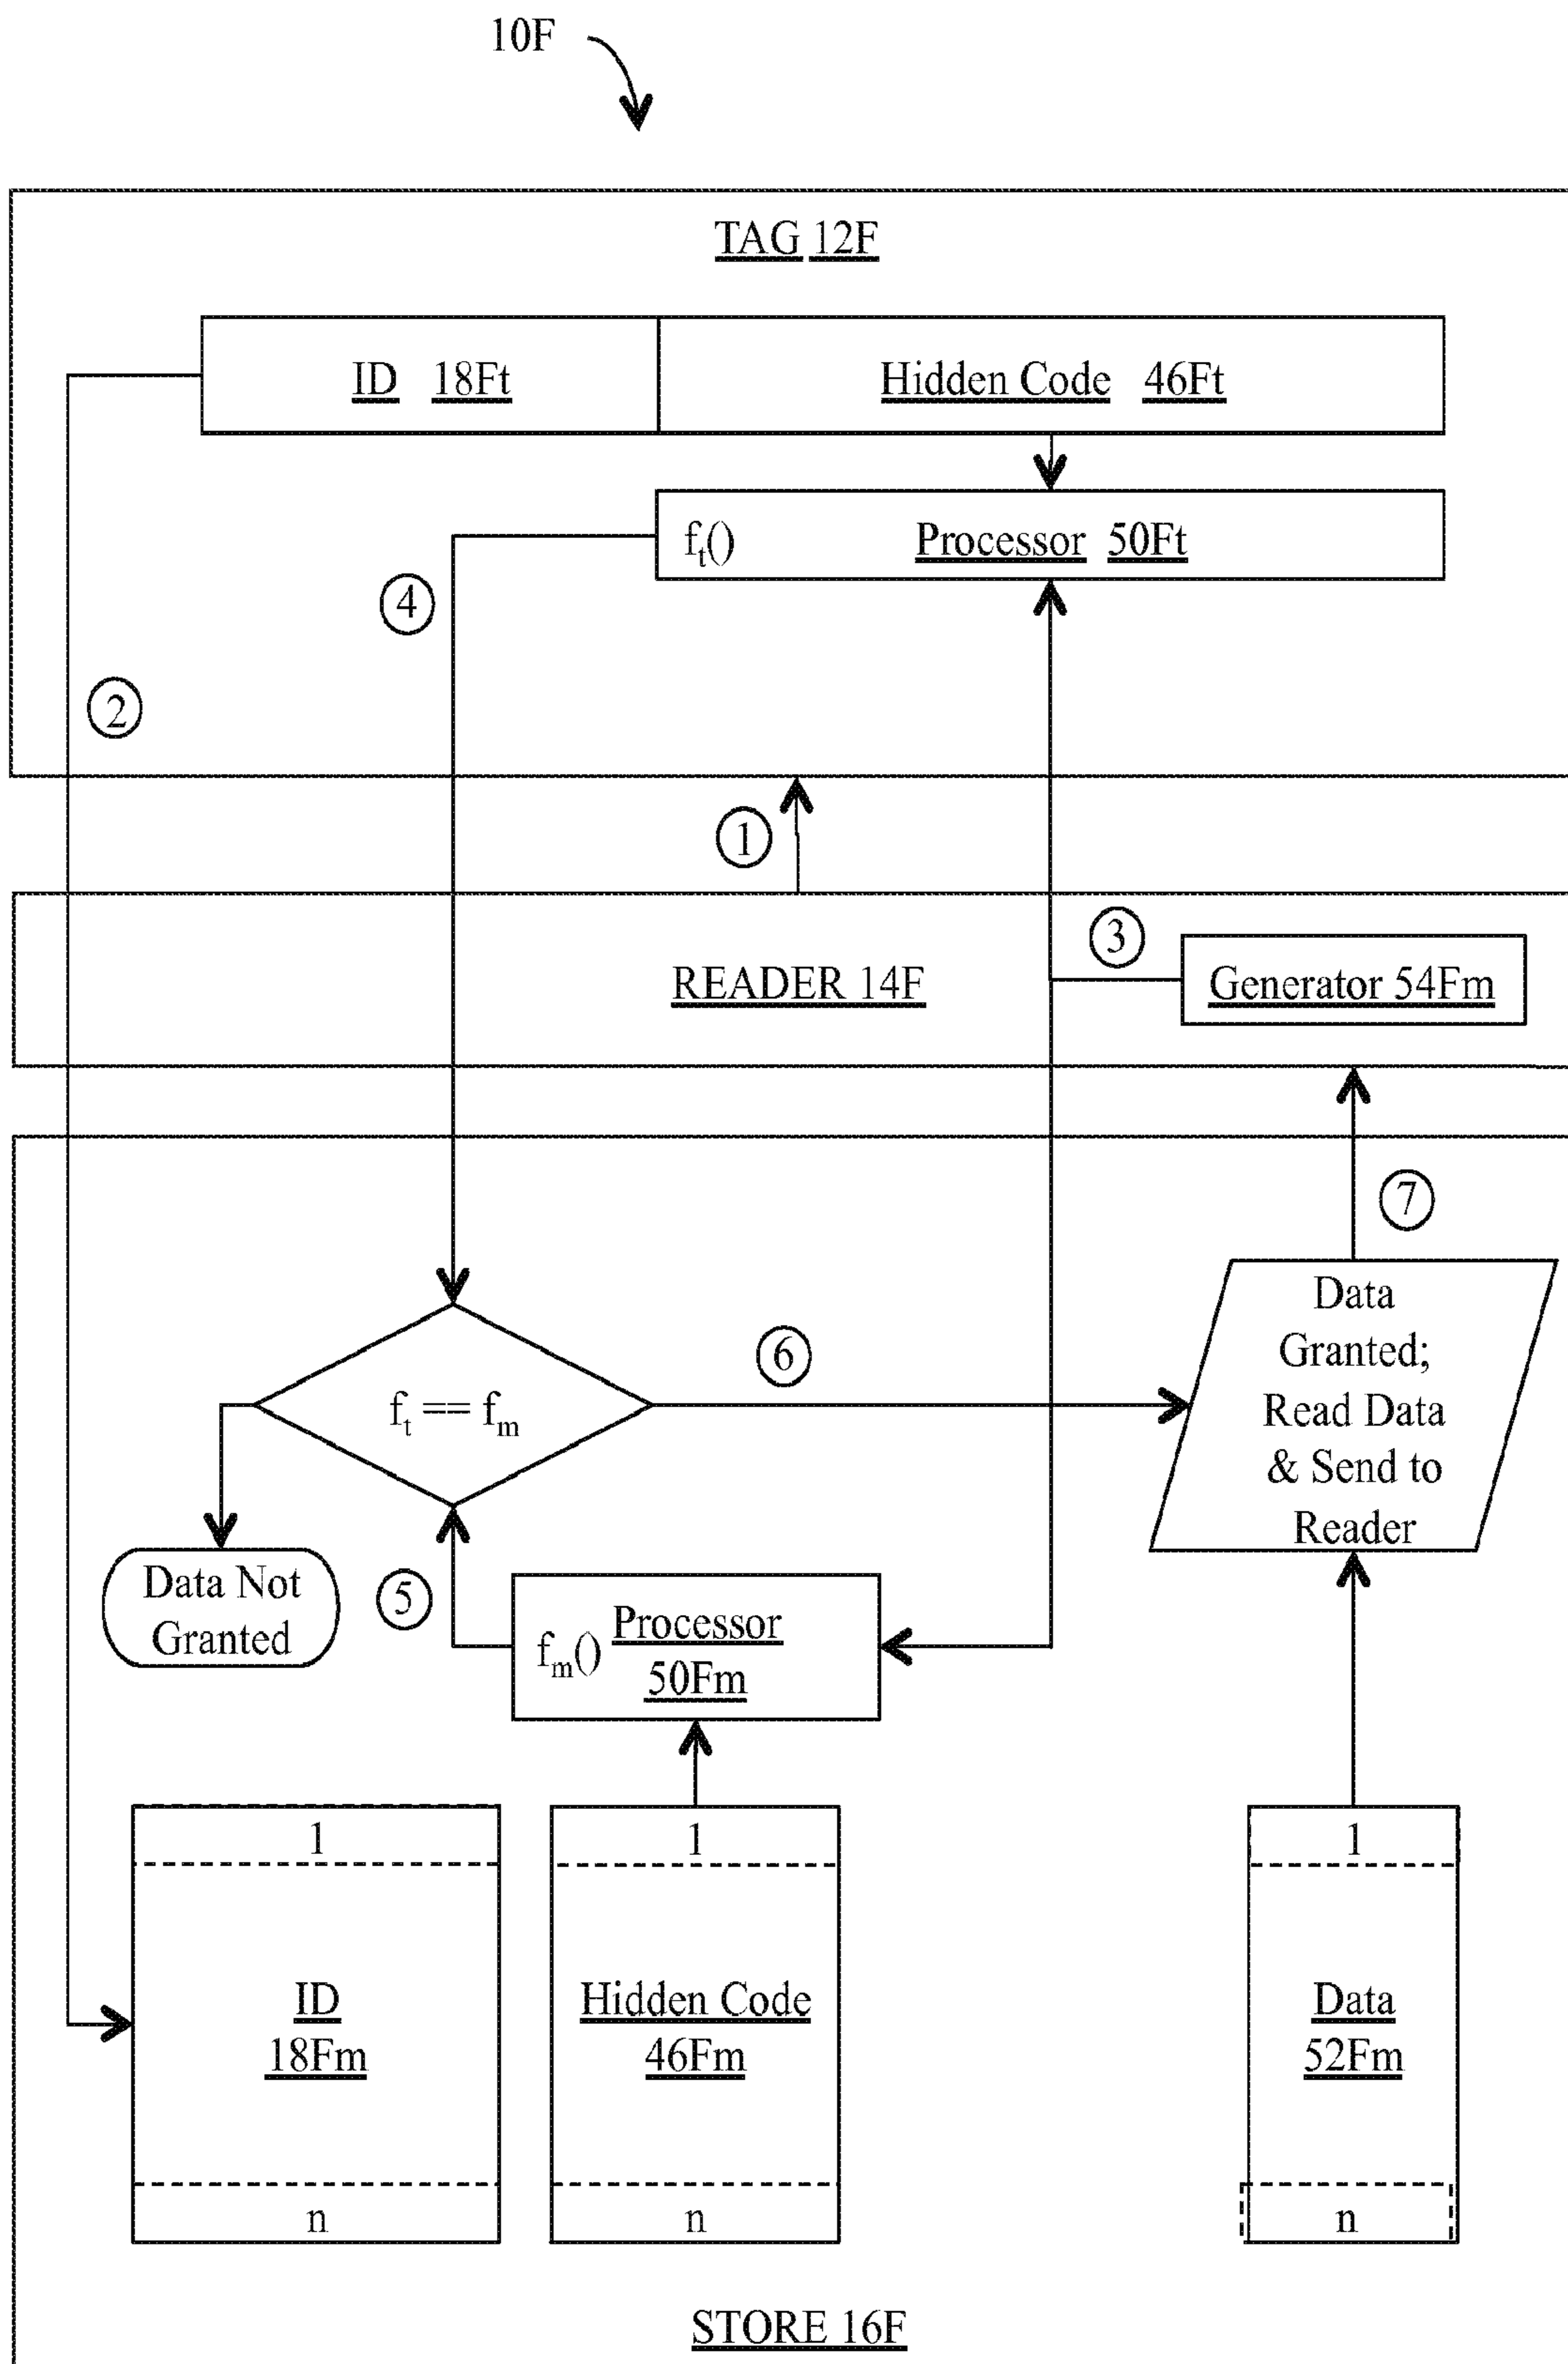 10F
TAG 12F
ID 18Ft
Hidden Code 46Ft
ft() Processor 50Ft
4
2
1
3
READER 14F
Generator 54Fm
7
Data
Granted;
Read Data
& Send to
Reader
6
ft == fm
Data Not
Granted
5
fm() Processor
50Fm
1
1
1
ID
18Fm
Hidden Code
46Fm
Data
52Fm
n
n
n
STORE 16F